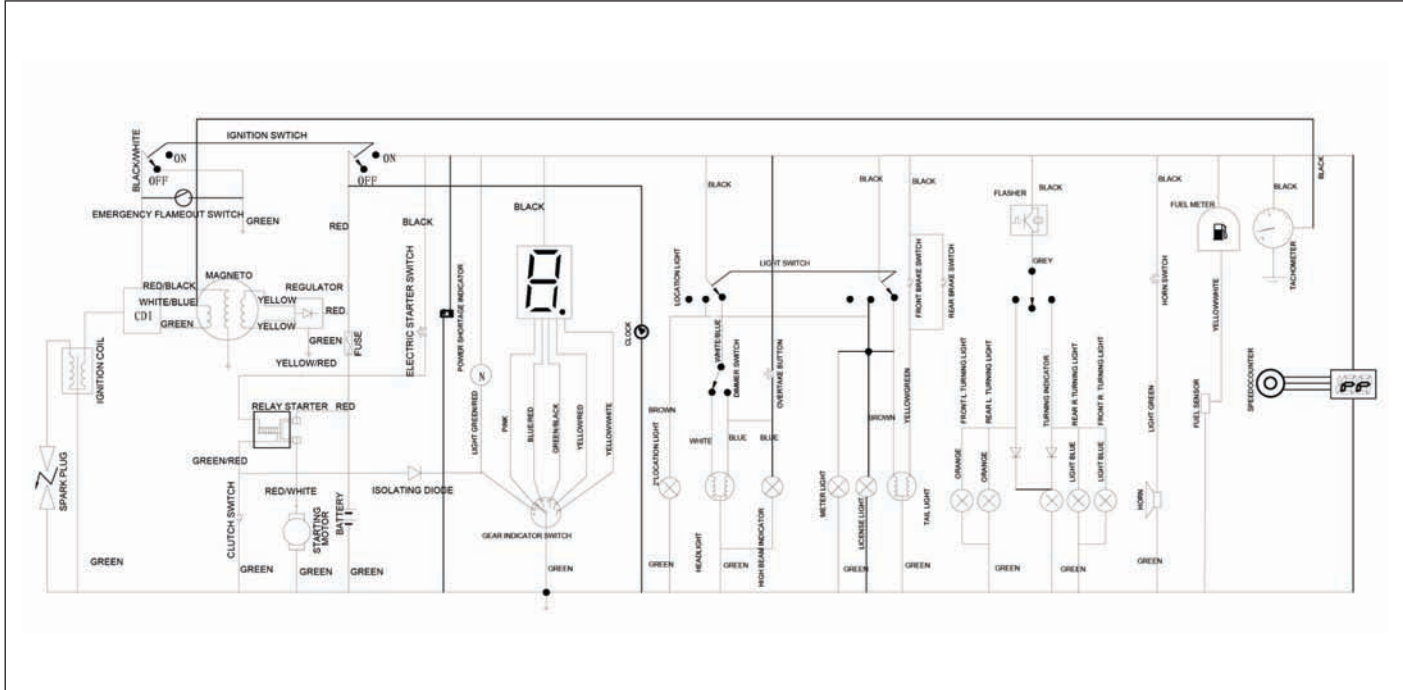 IGNITION SWTICH
BLACK/WHITE
ON
OFF
ON
OFF
EMERGENCY FLAMEOUT SWITCH
GREEN
RED
BLACK
MAGNETO
RED/BLACK
WHITE/BLUE
CDI
GREEN
YELLOW
YELLOW
REGULATOR
RED
GREEN
FUSE
YELLOW/RED
IGNITION COIL
SPARK PLUG
ELECTRIC STARTER SWITCH
RELAY STARTER
RED
GREEN/RED
CLUTCH SWITCH
RED/WHITE
STARTING
MOTOR
BATTERY
ISOLATING DIODE
GREEN
GREEN
GREEN
GREEN
POWER SHORTAGE INDICATOR
N
LIGHT GREEN/RED
BLACK
8.
PINK
BLUE/RED
GREEN/BLACK
YELLOW/RED
YELLOW/WHITE
GEAR INDICATOR SWITCH
GREEN
CLOCK
BLACK
LOCATION LIGHT
LIGHT SWITCH
WHITE/BLUE
DIMMER SWITCH
OVERTAKE BUTTON
BROWN
WHITE
BLUE
BLUE
2*LOCATION LIGHT
HEADLIGHT
HIGH BEAM INDICATOR
GREEN
GREEN
BLACK
BLACK
FRONT BRAKE SWITCH
REAR BRAKE SWITCH
BROWN
YELLOW/GREEN
METER LIGHT
LICENSE LIGHT
TAIL LIGHT
GREEN
GREEN
FLASHER
BLACK
GREY
FRONT L. TURNING LIGHT
REAR L. TURNING LIGHT
TURNING INDICATOR
REAR R. TURNING LIGHT
FRONT R. TURNING LIGHT
ORANGE
ORANGE
LIGHT BLUE
LIGHT BLUE
GREEN
GREEN
BLACK
HORN SWITCH
LIGHT GREEN
HORN
GREEN
FUEL METER
YELLOW/WHITE
FUEL SENSOR
BLACK
TACHOMETER
BLACK
SPEEDOCOUNTER